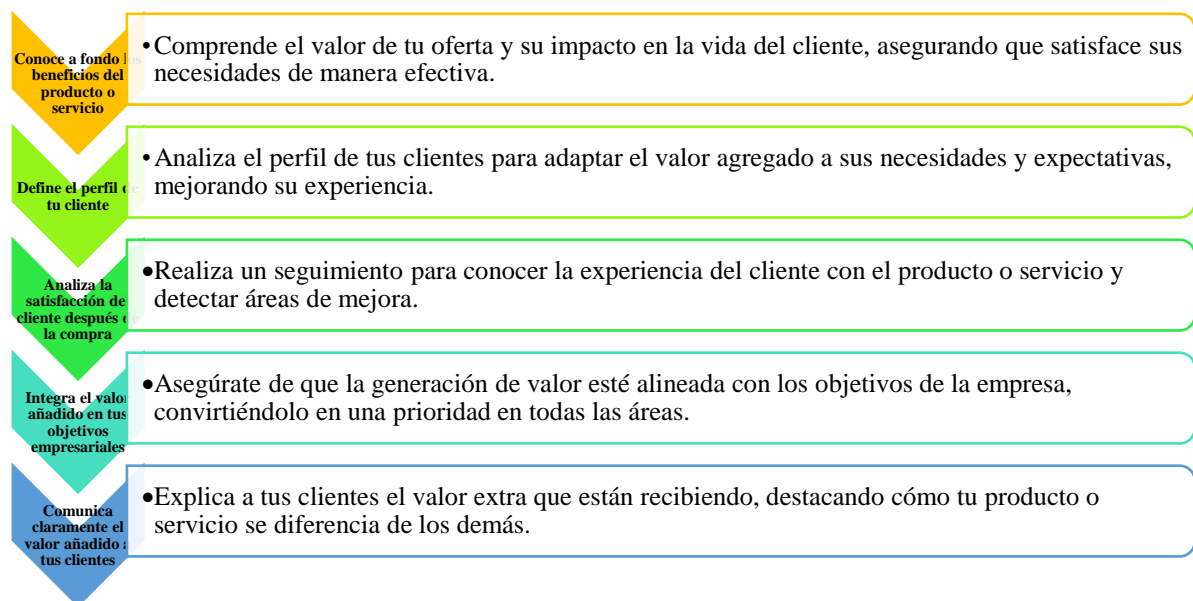 Conoce a fondo los
beneficios del
producto o
servicio
•Comprende el valor de tu oferta y su impacto en la vida del cliente, asegurando que satisface sus
necesidades de manera efectiva.
Define el perfil de
tu cliente
•Analiza el perfil de tus clientes para adaptar el valor agregado a sus necesidades y expectativas,
mejorando su experiencia.
Analiza la
satisfacción de
cliente después de
la compra
•Realiza un seguimiento para conocer la experiencia del cliente con el producto o servicio y
detectar áreas de mejora.
Integra el valor
añadido en tus
objetivos
empresariales
•Asegúrate de que la generación de valor esté alineada con los objetivos de la empresa,
convirtiéndolo en una prioridad en todas las áreas.
Comunica
claramente el
valor añadido a
tus clientes
•Explica a tus clientes el valor extra que están recibiendo, destacando cómo tu producto o
servicio se diferencia de los demás.